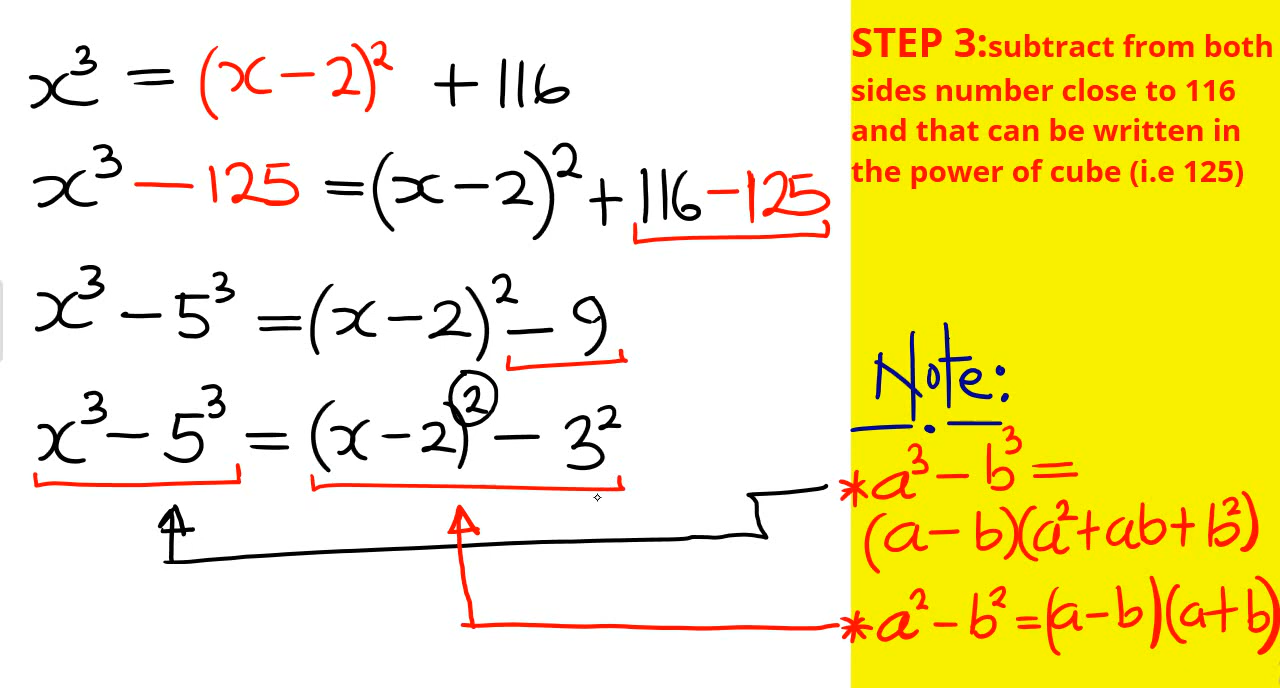 x³ = (x-2)² + 116
x³ - 125 = (x-2)² + 116 - 125
x³ - 5³ = (x-2)² - 9
x³ - 5³ = (x-2)² - 3²
STEP 3:subtract from both
sides number close to 116
and that can be written in
the power of cube (i.e 125)
Note:
*a³ - b³ =
(a-b)(a²+ab+b²)
*a² - b² = (a-b)(a+b)